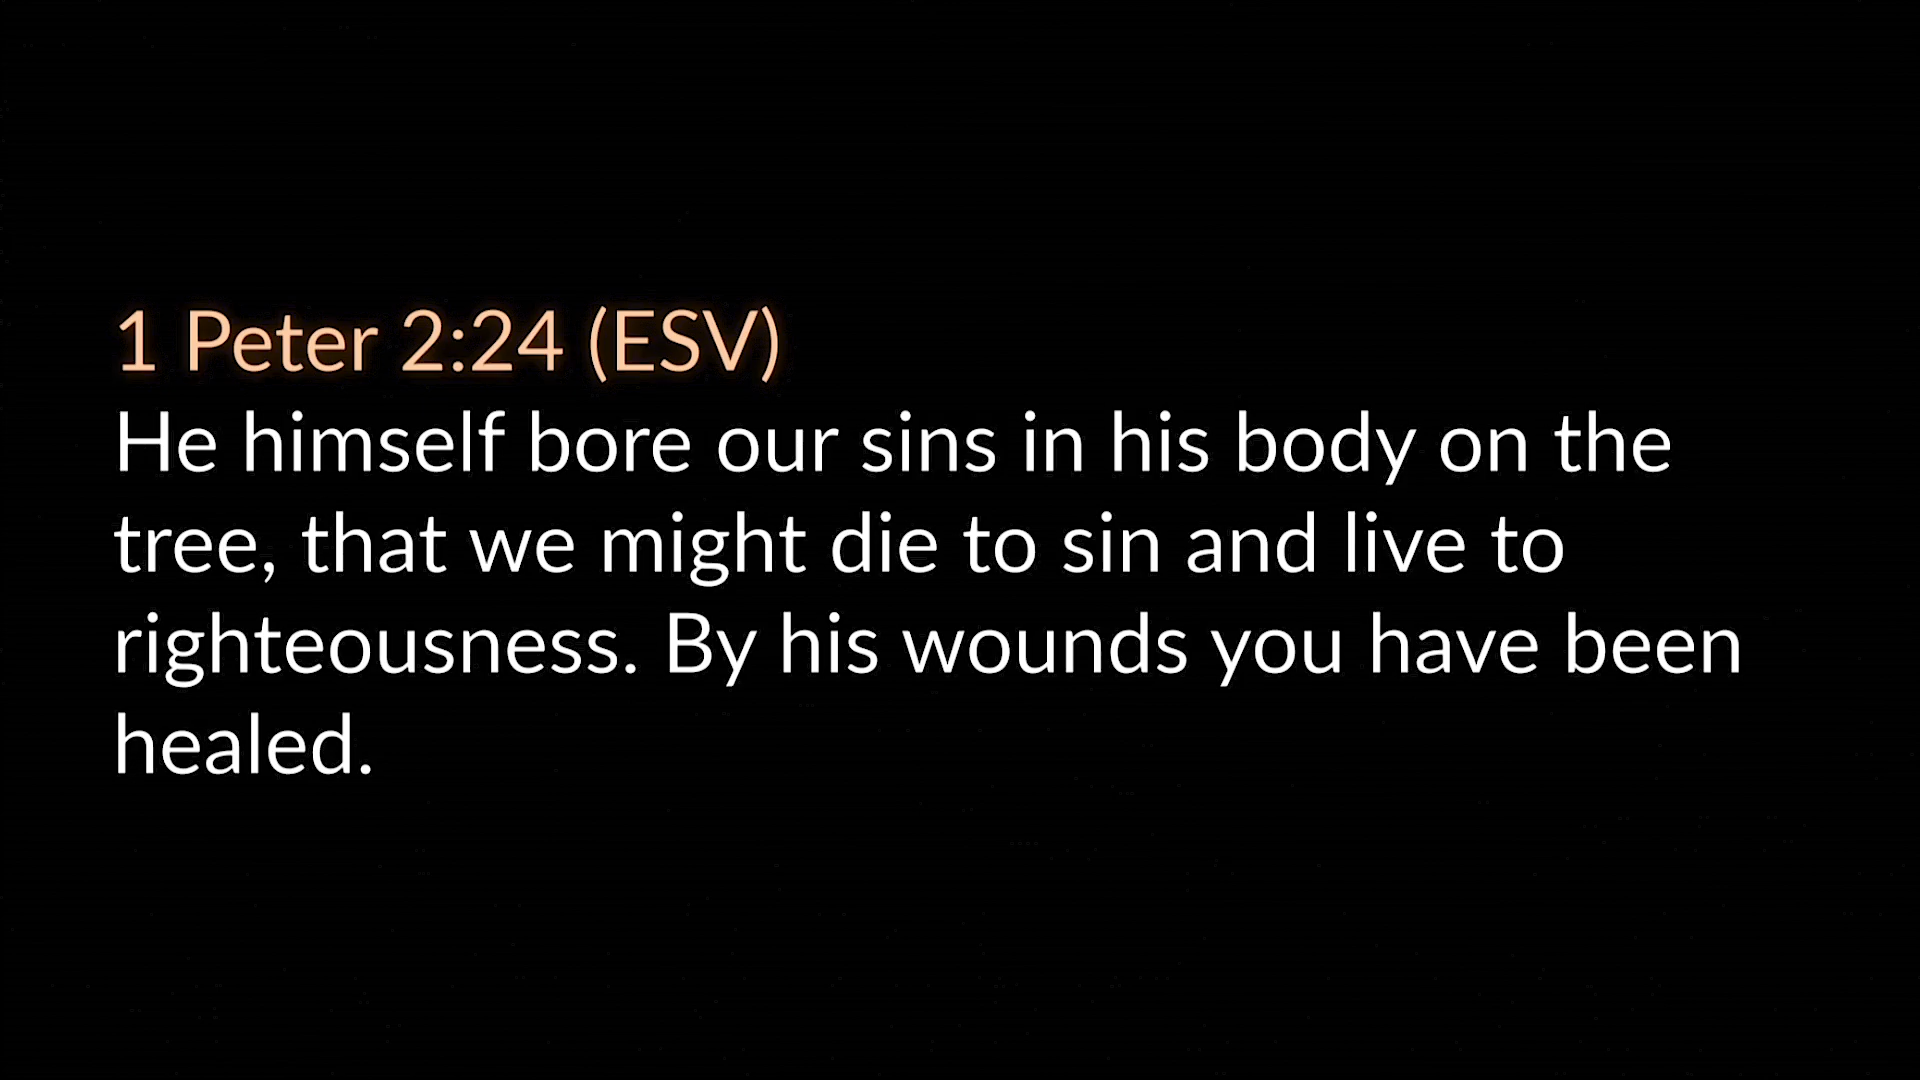 1 Peter 2:24 (ESV)
He himself bore our sins in his body on the
tree, that we might die to sin and live to
righteousness. By his wounds you have been
healed.